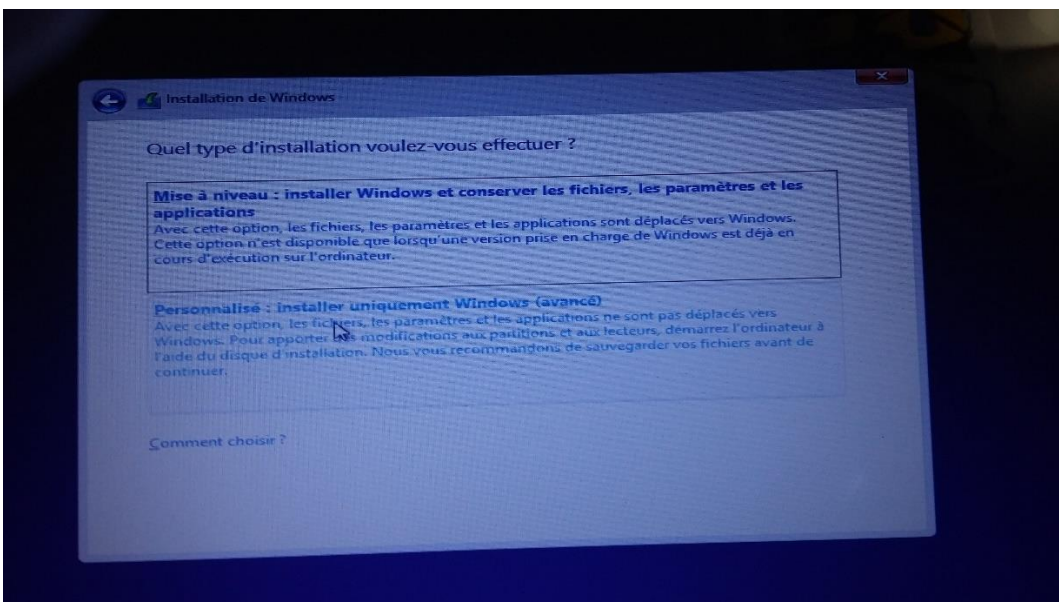 Installation de Windows
Quel type d'installation voulez-vous effectuer ?
Mise à niveau : installer Windows et conserver les fichiers, les paramètres et les
applications
Avec cette option, les fichiers, les paramètres et les applications sont déplacés vers Windows.
Cette option n'est disponible que lorsqu'une version prise en charge de Windows est déjà en
cours d'exécution sur l'ordinateur.
Personnalisé : installer uniquement Windows (avancé)
Avec cette option, les fichiers, les paramètres et les applications ne sont pas déplacés vers
Windows. Pour apporter des modifications aux partitions et aux lecteurs, démarrez l'ordinateur à
l'aide du disque d'installation. Nous vous recommandons de sauvegarder vos fichiers avant de
continuer.
Comment choisir ?